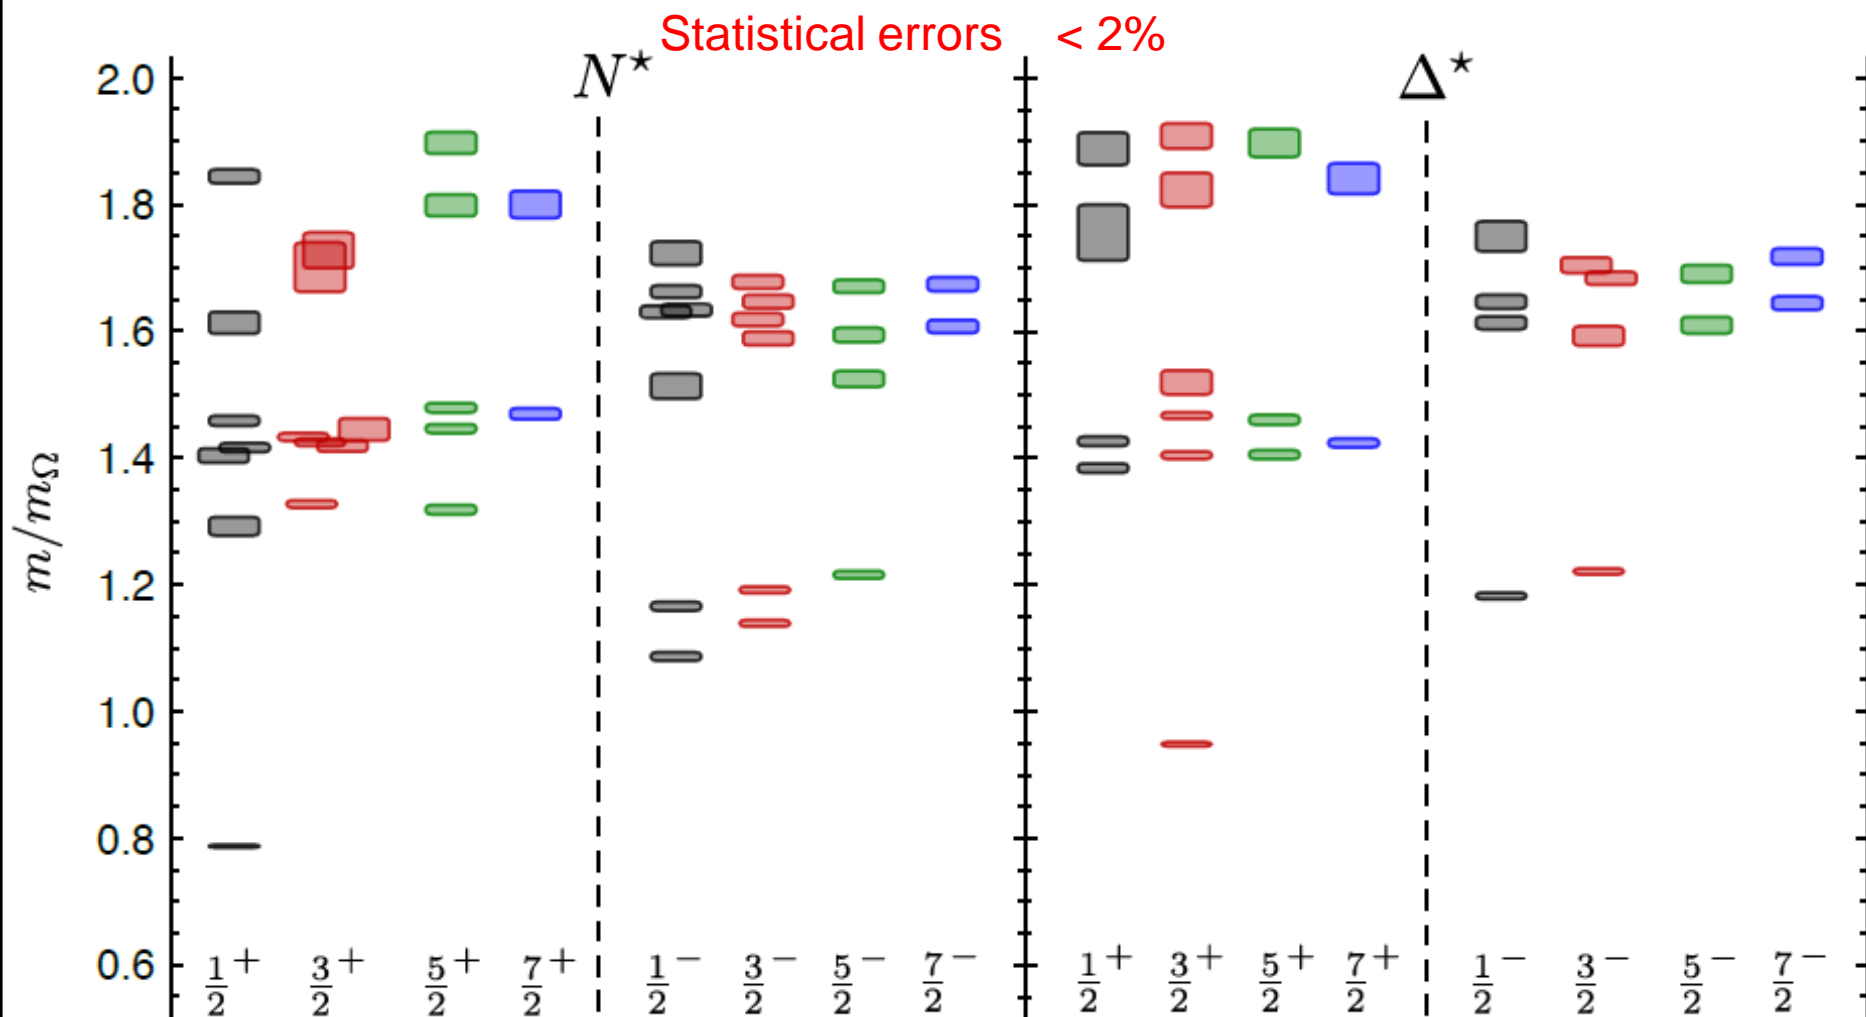 Statistical errors < 2%
N⋆ Δ⋆
2.0
1.8
1.6
1.4
1.2
1.0
0.8
0.6
m/mΩ
1/2+ 3/2+ 5/2+ 7/2+ 1/2− 3/2− 5/2− 7/2− 1/2+ 3/2+ 5/2+ 7/2+ 1/2− 3/2− 5/2− 7/2−